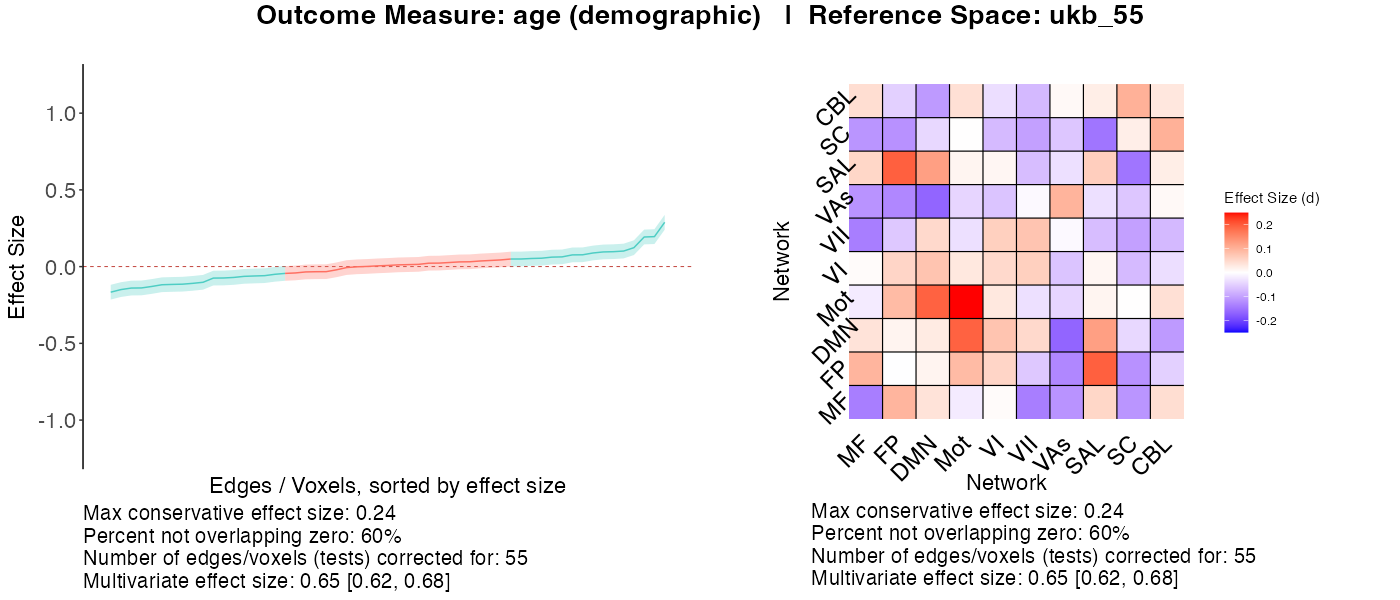 Outcome Measure: age (demographic)   |  Reference Space: ukb_55
Effect Size
1.0
0.5
0.0
-0.5
-1.0
Edges / Voxels, sorted by effect size
Max conservative effect size: 0.24
Percent not overlapping zero: 60%
Number of edges/voxels (tests) corrected for: 55
Multivariate effect size: 0.65 [0.62, 0.68]
Network
CBL
SC
SAL
VAs
VII
VI
Mot
DMN
FP
MF
MF FP DMN Mot VI VII VAs SAL SC CBL
Network
Effect Size (d)
0.2
0.1
0.0
-0.1
-0.2
Max conservative effect size: 0.24
Percent not overlapping zero: 60%
Number of edges/voxels (tests) corrected for: 55
Multivariate effect size: 0.65 [0.62, 0.68]